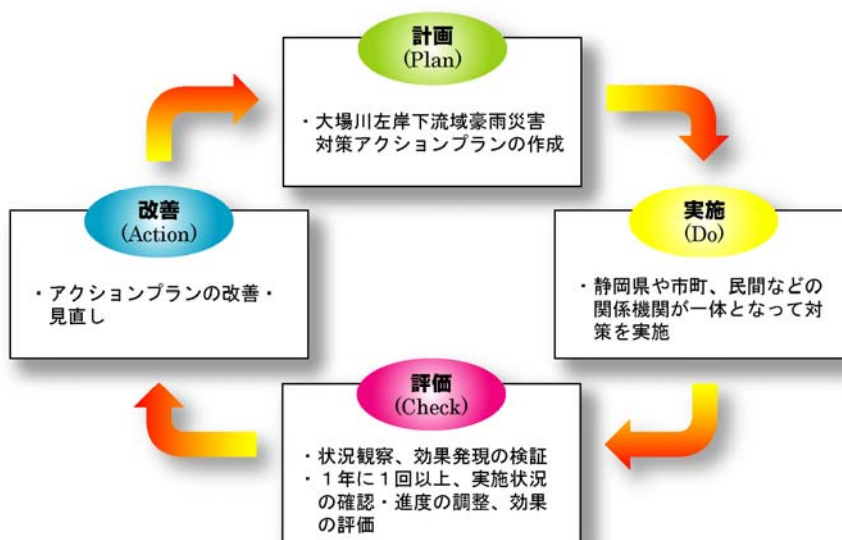 計画
(Plan)
・大場川左岸下流域豪雨災害
対策アクションプランの作成
改善
(Action)
・アクションプランの改善・
見直し
実施
(Do)
・静岡県や市町、民間などの
関係機関が一体となって対
策を実施
評価
(Check)
・状況観察、効果発現の検証
・１年に１回以上、実施状況
の確認・進度の調整、効果
の評価